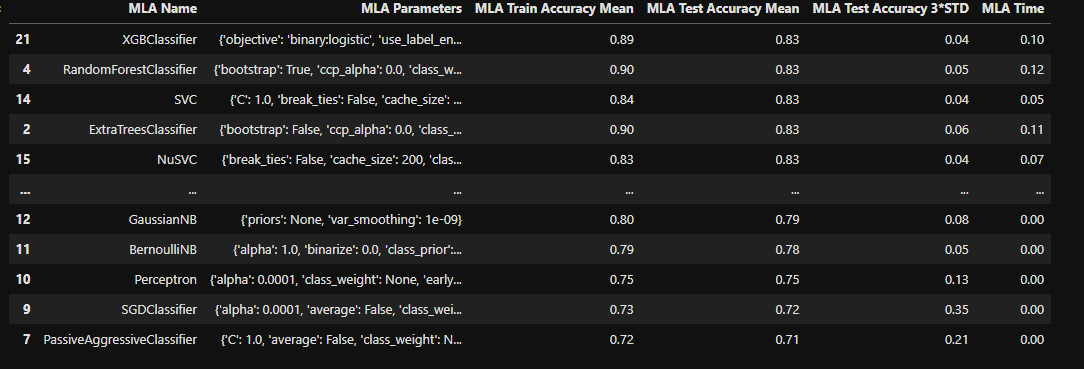 MLA Name MLA Parameters MLA Train Accuracy Mean MLA Test Accuracy Mean MLA Test Accuracy 3*STD MLA Time
21 XGBClassifier {'objective': 'binary:logistic', 'use_label_en... 0.89 0.83 0.04 0.10
4 RandomForestClassifier {'bootstrap': True, 'ccp_alpha': 0.0, 'class_w... 0.90 0.83 0.05 0.12
14 SVC {'C': 1.0, 'break_ties': False, 'cache_size': ... 0.84 0.83 0.04 0.05
2 ExtraTreesClassifier {'bootstrap': False, 'ccp_alpha': 0.0, 'class_... 0.90 0.83 0.06 0.11
15 NuSVC {'break_ties': False, 'cache_size': 200, 'clas... 0.83 0.83 0.04 0.07
... ... ... ... ... ... ...
12 GaussianNB {'priors': None, 'var_smoothing': 1e-09} 0.80 0.79 0.08 0.00
11 BernoulliNB {'alpha': 1.0, 'binarize': 0.0, 'class_prior':... 0.79 0.78 0.05 0.00
10 Perceptron {'alpha': 0.0001, 'class_weight': None, 'early... 0.75 0.75 0.13 0.00
9 SGDClassifier {'alpha': 0.0001, 'average': False, 'class_wei... 0.73 0.72 0.35 0.00
7 PassiveAggressiveClassifier {'C': 1.0, 'average': False, 'class_weight': N... 0.72 0.71 0.21 0.00